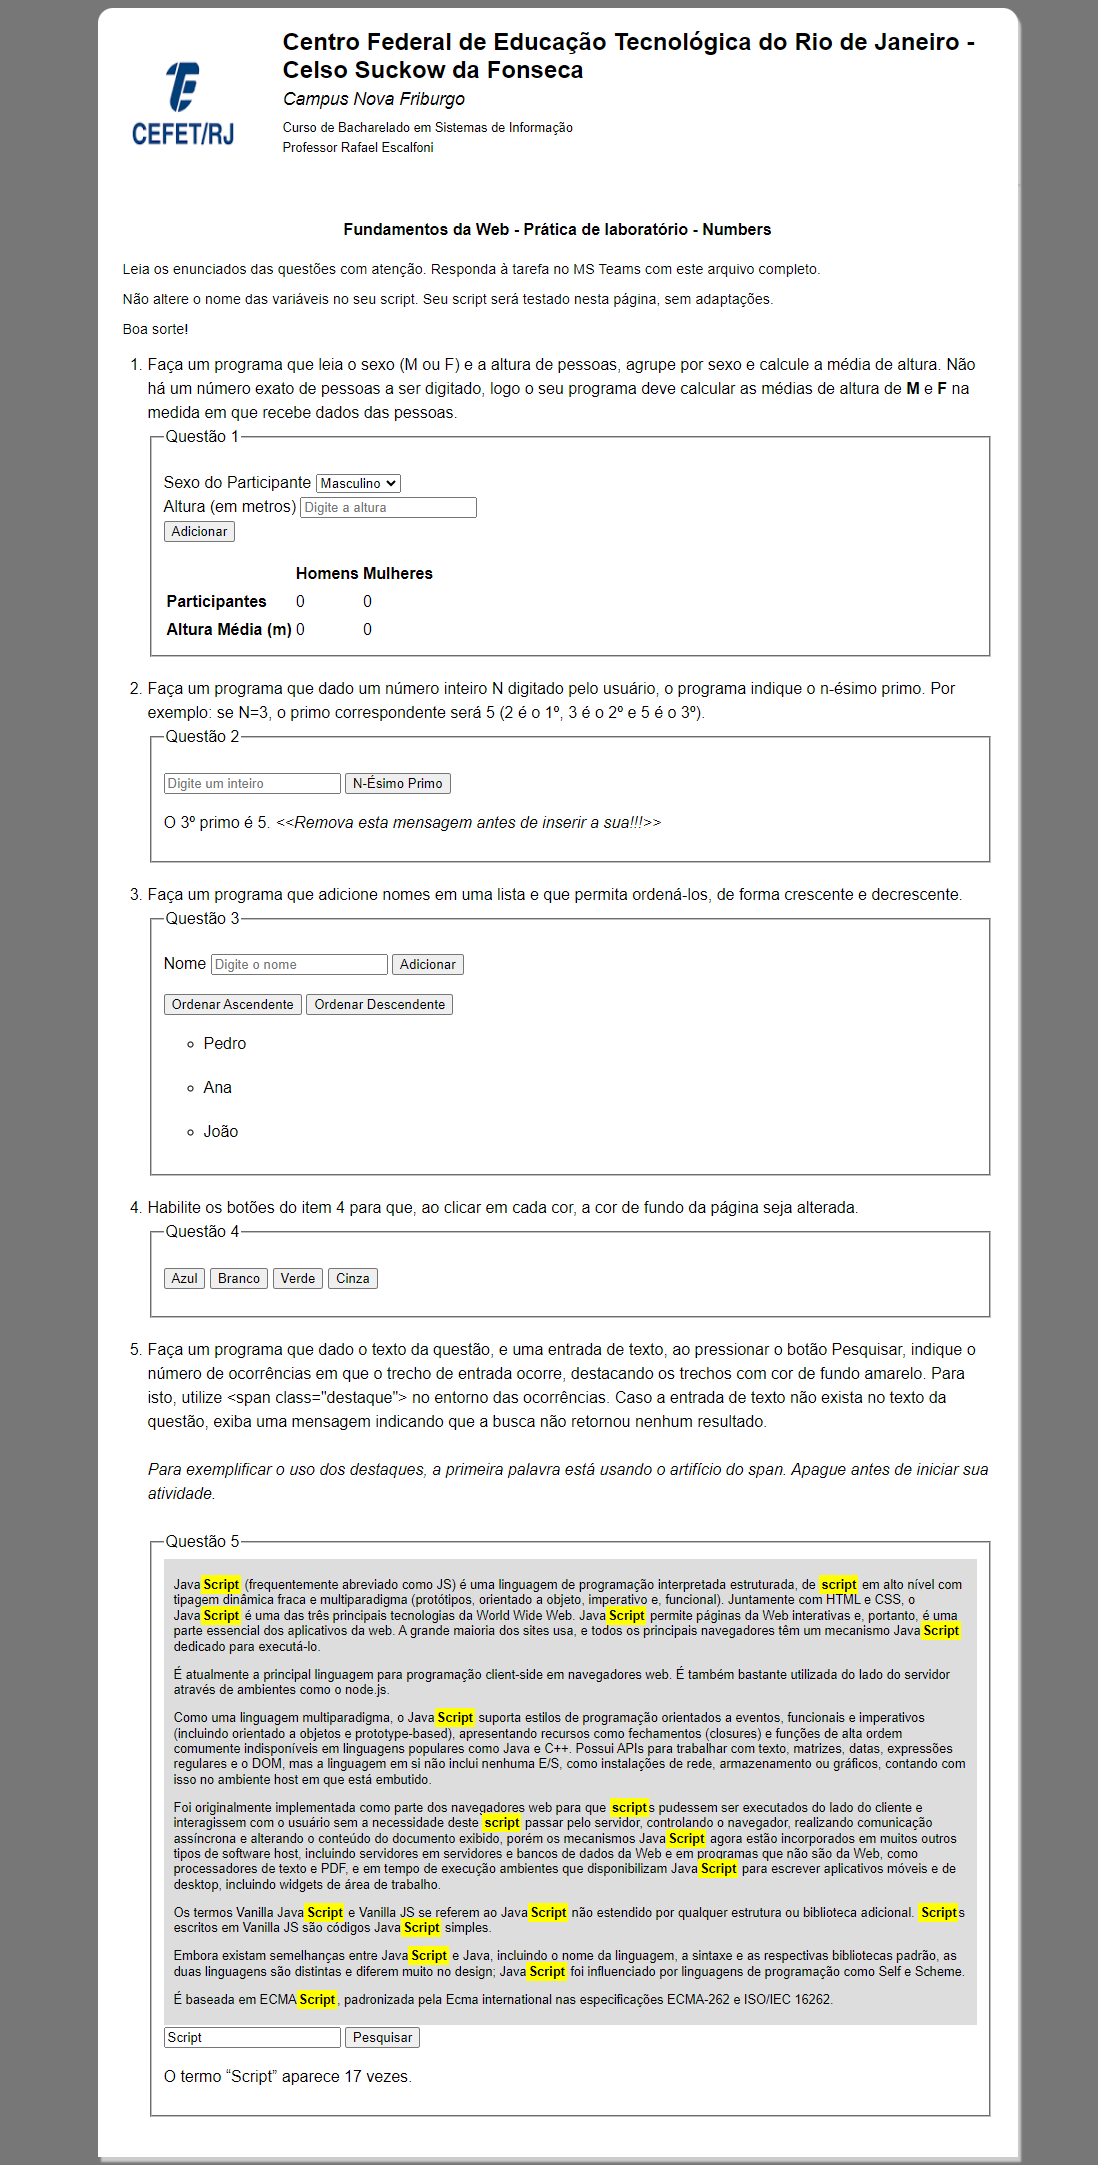 Centro Federal de Educação Tecnológica do Rio de Janeiro -
Celso Suckow da Fonseca
Campus Nova Friburgo
CEFET/RJ
Curso de Bacharelado em Sistemas de Informação
Professor Rafael Escalfoni
Fundamentos da Web - Prática de laboratório - Numbers
Leia os enunciados das questões com atenção. Responda à tarefa no MS Teams com este arquivo completo.
Não altere o nome das variáveis no seu script. Seu script será testado nesta página, sem adaptações.
Boa sorte!
1. Faça um programa que leia o sexo (M ou F) e a altura de pessoas, agrupe por sexo e calcule a média de altura. Não
há um número exato de pessoas a ser digitado, logo o seu programa deve calcular as médias de altura de M e F na
medida em que recebe dados das pessoas.
Questão 1
Sexo do Participante Masculino
Altura (em metros) Digite a altura
Adicionar
Homens Mulheres
Participantes 0 0
Altura Média (m) 0 0
2. Faça um programa que dado um número inteiro N digitado pelo usuário, o programa indique o n-ésimo primo. Por
exemplo: se N=3, o primo correspondente será 5 (2 é o 1º, 3 é o 2º e 5 é o 3º).
Questão 2
Digite um inteiro N-Ésimo Primo
O 3º primo é 5. <<Remova esta mensagem antes de inserir a sua!!!>>
3. Faça um programa que adicione nomes em uma lista e que permita ordená-los, de forma crescente e decrescente.
Questão 3
Nome Digite o nome Adicionar
Ordenar Ascendente Ordenar Descendente
Pedro
Ana
João
4. Habilite os botões do item 4 para que, ao clicar em cada cor, a cor de fundo da página seja alterada.
Questão 4
Azul Branco Verde Cinza
5. Faça um programa que dado o texto da questão, e uma entrada de texto, ao pressionar o botão Pesquisar, indique o
número de ocorrências em que o trecho de entrada ocorre, destacando os trechos com cor de fundo amarelo. Para
isto, utilize <span class="destaque"> no entorno das ocorrências. Caso a entrada de texto não exista no texto da
questão, exiba uma mensagem indicando que a busca não retornou nenhum resultado.
Para exemplificar o uso dos destaques, a primeira palavra está usando o artifício do span. Apague antes de iniciar sua
atividade.
Questão 5
JavaScript (frequentemente abreviado como JS) é uma linguagem de programação interpretada estruturada, de script em alto nível com
tipagem dinâmica fraca e multiparadigma (protótipos, orientado a objeto, imperativo e, funcional). Juntamente com HTML e CSS, o
JavaScript é uma das três principais tecnologias da World Wide Web. JavaScript permite páginas da Web interativas e, portanto, é uma
parte essencial dos aplicativos da web. A grande maioria dos sites usa, e todos os principais navegadores têm um mecanismo JavaScript
dedicado para executá-lo.
É atualmente a principal linguagem para programação client-side em navegadores web. É também bastante utilizada do lado do servidor
através de ambientes como o node.js.
Como uma linguagem multiparadigma, o JavaScript suporta estilos de programação orientados a eventos, funcionais e imperativos
(incluindo orientado a objetos e prototype-based), apresentando recursos como fechamentos (closures) e funções de alta ordem
comumente indisponíveis em linguagens populares como Java e C++. Possui APIs para trabalhar com texto, matrizes, datas, expressões
regulares e o DOM, mas a linguagem em si não inclui nenhuma E/S, como instalações de rede, armazenamento ou gráficos, contando com
isso no ambiente host em que está embutido.
Foi originalmente implementada como parte dos navegadores web para que scripts pudessem ser executados do lado do cliente e
interagissem com o usuário sem a necessidade deste script passar pelo servidor, controlando o navegador, realizando comunicação
assíncrona e alterando o conteúdo do documento exibido, porém os mecanismos JavaScript agora estão incorporados em muitos outros
tipos de software host, incluindo servidores em servidores e bancos de dados da Web e em programas que não são da Web, como
processadores de texto e PDF, e em tempo de execução ambientes que disponibilizam JavaScript para escrever aplicativos móveis e de
desktop, incluindo widgets de área de trabalho.
Os termos Vanilla JavaScript e Vanilla JS se referem ao JavaScript não estendido por qualquer estrutura ou biblioteca adicional. Scripts
escritos em Vanilla JS são códigos JavaScript simples.
Embora existam semelhanças entre JavaScript e Java, incluindo o nome da linguagem, a sintaxe e as respectivas bibliotecas padrão, as
duas linguagens são distintas e diferem muito no design; JavaScript foi influenciado por linguagens de programação como Self e Scheme.
É baseada em ECMAScript, padronizada pela Ecma international nas especificações ECMA-262 e ISO/IEC 16262.
Script Pesquisar
O termo “Script” aparece 17 vezes.